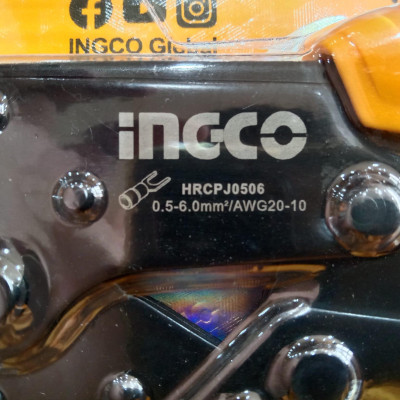 INGCO Global
INGCO
HRCPJ0506
0.5-6.0mm²/AWG20-10